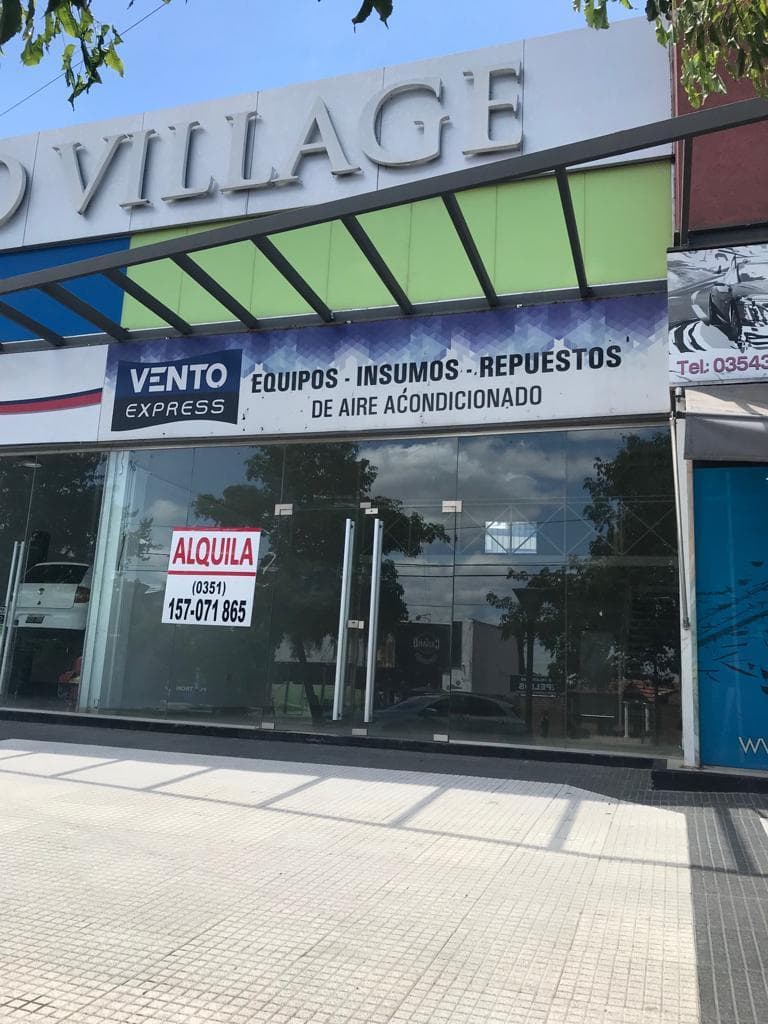 O VILLAGE
VENTO
EXPRESS
EQUIPOS - INSUMOS - REPUESTOS
DE AIRE ACONDICIONADO
Tel: 03543
ALQUILA
(0351)
157-071 865